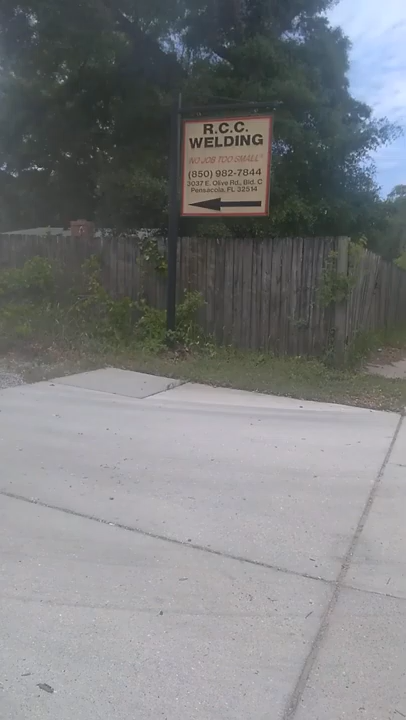 R.C.C.
WELDING
"NO JOB TOO SMALL"
(850) 982-7844
3037 E. Olive Rd., Bld. C
Pensacola, FL 32514